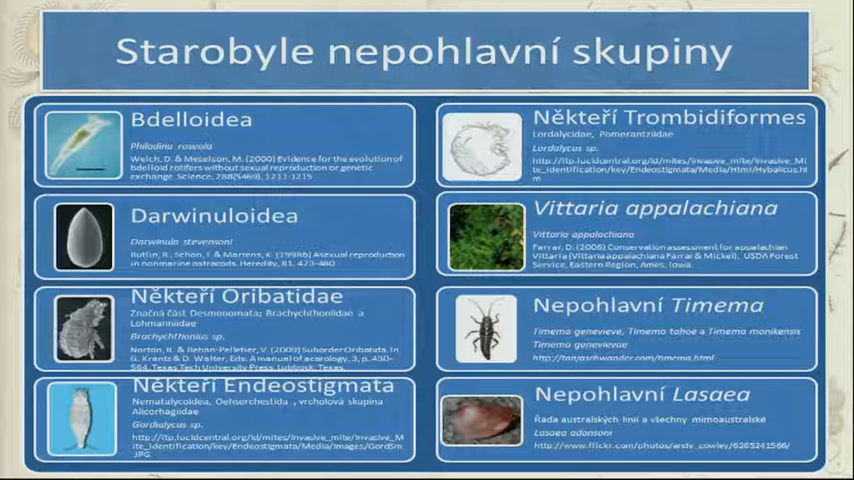 Starobyle nepohlavní skupiny
Bdelloidea
Philodina roseola
Welch, D. & Meselson, M. (2000) Evidence for the evolution of
bdelloid rotifers without sexual reproduction or genetic
exchange. Science, 288(5469), 1211-1215
Darwinuloidea
Darwinula stevensoni
Butlin, R., Schön, I. & Martens, K. (1998b) Asexual reproduction
in nonmarine ostracods. Heredity, 81, 473-480
Někteří Oribatidae
Značná část Desmonomata; Brachychthoniidae a
Lohmanniidae
Brachychthonius sp.
Norton, R. & Behan-Pelletier, V. (2009) Suborder Oribatida. In
G. Krantz & D. Walter, Eds. A manual of acarology, 3, p. 430-
564. Texas Tech University Press, Lubbock, Texas.
Někteří Endeostigmata
Nematalycoidea, Oehserchestida , vrcholová skupina
Alicorhagiidae
Gordialycus sp.
http://itp.lucidcentral.org/id/mites/invasive_mite/Invasive_M
ite_Identification/key/Endeostigmata/Media/Images/GordSm
.JPG
Někteří Trombidiformes
Lordalycidae, Pomerantziidae
Lordalycus sp.
http://itp.lucidcentral.org/id/mites/invasive_mite/Invasive_Mi
te_Identification/key/Endeostigmata/Media/Html/Hybalicus.ht
m
Vittaria appalachiana
Vittaria appalachiana
Farrar, D. (2006) Conservation assessment for appalachian
Vittaria (Vittaria appalachiana Farrar & Mickel). USDA Forest
Service, Eastern Region, Ames, Iowa.
Nepohlavní Timema
Timema genevieve, Timema tahoe a Timema monikensis
Timema genevievae
http://tanjaschwander.com/timema.html
Nepohlavní Lasaea
Řada australských linií a všechny mimoaustralské
Lasaea adansoni
http://www.flickr.com/photos/andy_cowley/6265241566/